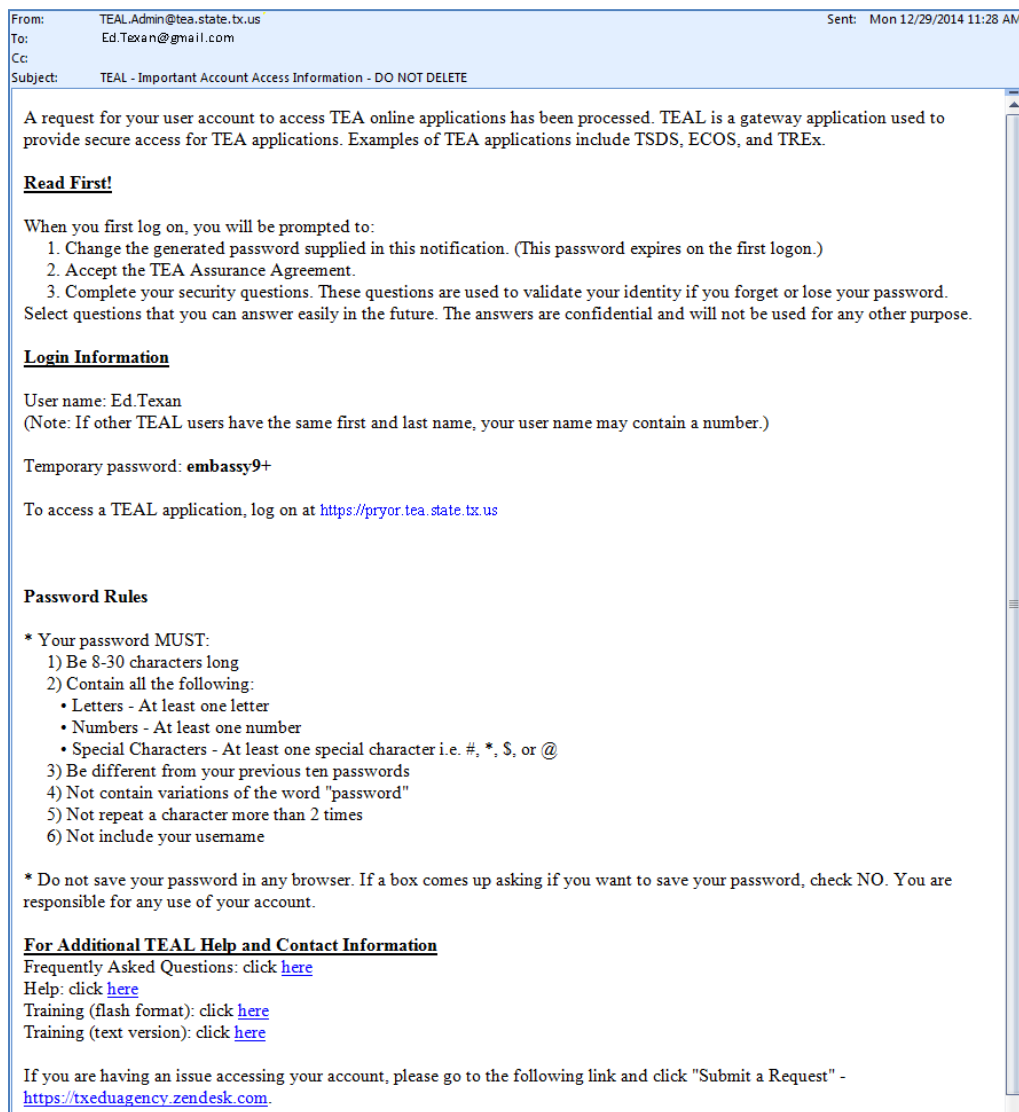 From: TEAL.Admin@tea.state.tx.us Sent: Mon 12/29/2014 11:28 AM
To: Ed.Texan@gmail.com
Cc:
Subject: TEAL - Important Account Access Information - DO NOT DELETE
A request for your user account to access TEA online applications has been processed. TEAL is a gateway application used to
provide secure access for TEA applications. Examples of TEA applications include TSDS, ECOS, and TREx.
Read First!
When you first log on, you will be prompted to:
1. Change the generated password supplied in this notification. (This password expires on the first logon.)
2. Accept the TEA Assurance Agreement.
3. Complete your security questions. These questions are used to validate your identity if you forget or lose your password.
Select questions that you can answer easily in the future. The answers are confidential and will not be used for any other purpose.
Login Information
User name: Ed.Texan
(Note: If other TEAL users have the same first and last name, your user name may contain a number.)
Temporary password: embassy9+
To access a TEAL application, log on at https://pryor.tea.state.tx.us
Password Rules
* Your password MUST:
1) Be 8-30 characters long
2) Contain all the following:
• Letters - At least one letter
• Numbers - At least one number
• Special Characters - At least one special character i.e. #, *, $, or @
3) Be different from your previous ten passwords
4) Not contain variations of the word "password"
5) Not repeat a character more than 2 times
6) Not include your username
* Do not save your password in any browser. If a box comes up asking if you want to save your password, check NO. You are
responsible for any use of your account.
For Additional TEAL Help and Contact Information
Frequently Asked Questions: click here
Help: click here
Training (flash format): click here
Training (text version): click here
If you are having an issue accessing your account, please go to the following link and click "Submit a Request" -
https://txeduagency.zendesk.com.